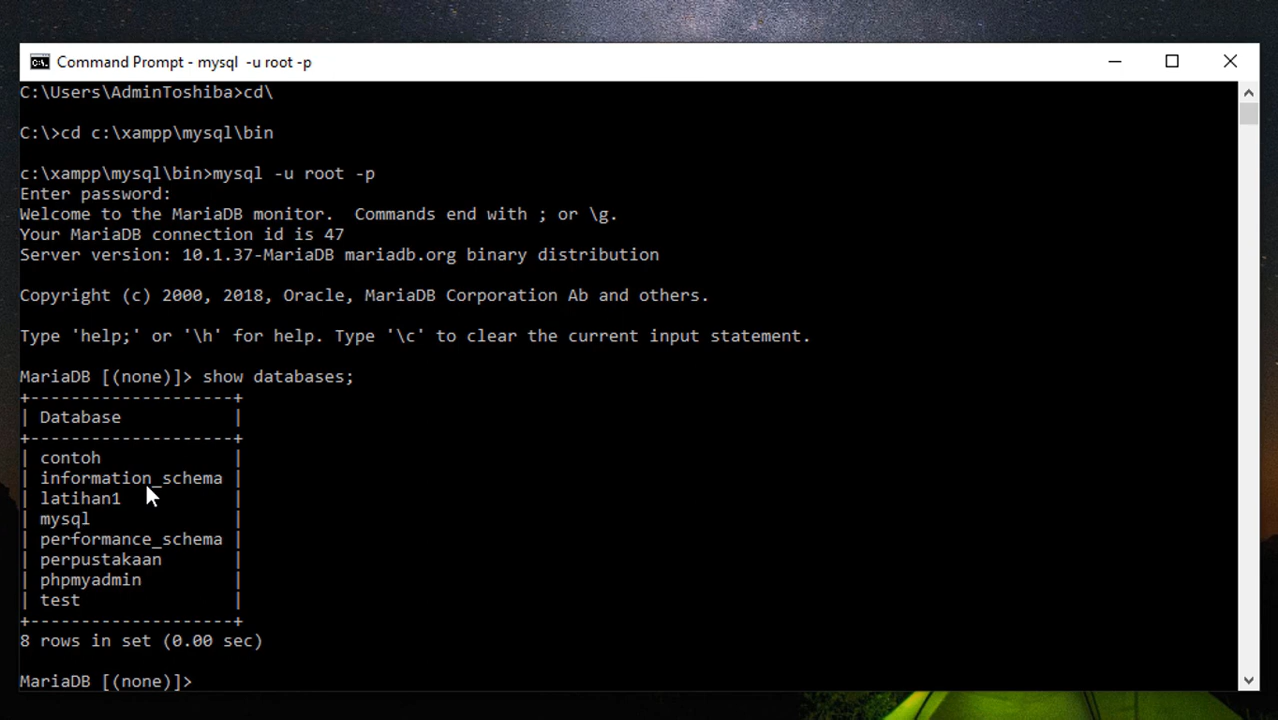 Command Prompt - mysql  -u root -p
C:\Users\AdminToshiba>cd\
C:\>cd c:\xampp\mysql\bin
c:\xampp\mysql\bin>mysql -u root -p
Enter password:
Welcome to the MariaDB monitor.  Commands end with ; or \g.
Your MariaDB connection id is 47
Server version: 10.1.37-MariaDB mariadb.org binary distribution
Copyright (c) 2000, 2018, Oracle, MariaDB Corporation Ab and others.
Type 'help;' or '\h' for help. Type '\c' to clear the current input statement.
MariaDB [(none)]> show databases;
+--------------------+
| Database           |
+--------------------+
| contoh             |
| information_schema |
| latihan1           |
| mysql              |
| performance_schema |
| perpustakaan       |
| phpmyadmin         |
| test               |
+--------------------+
8 rows in set (0.00 sec)
MariaDB [(none)]>